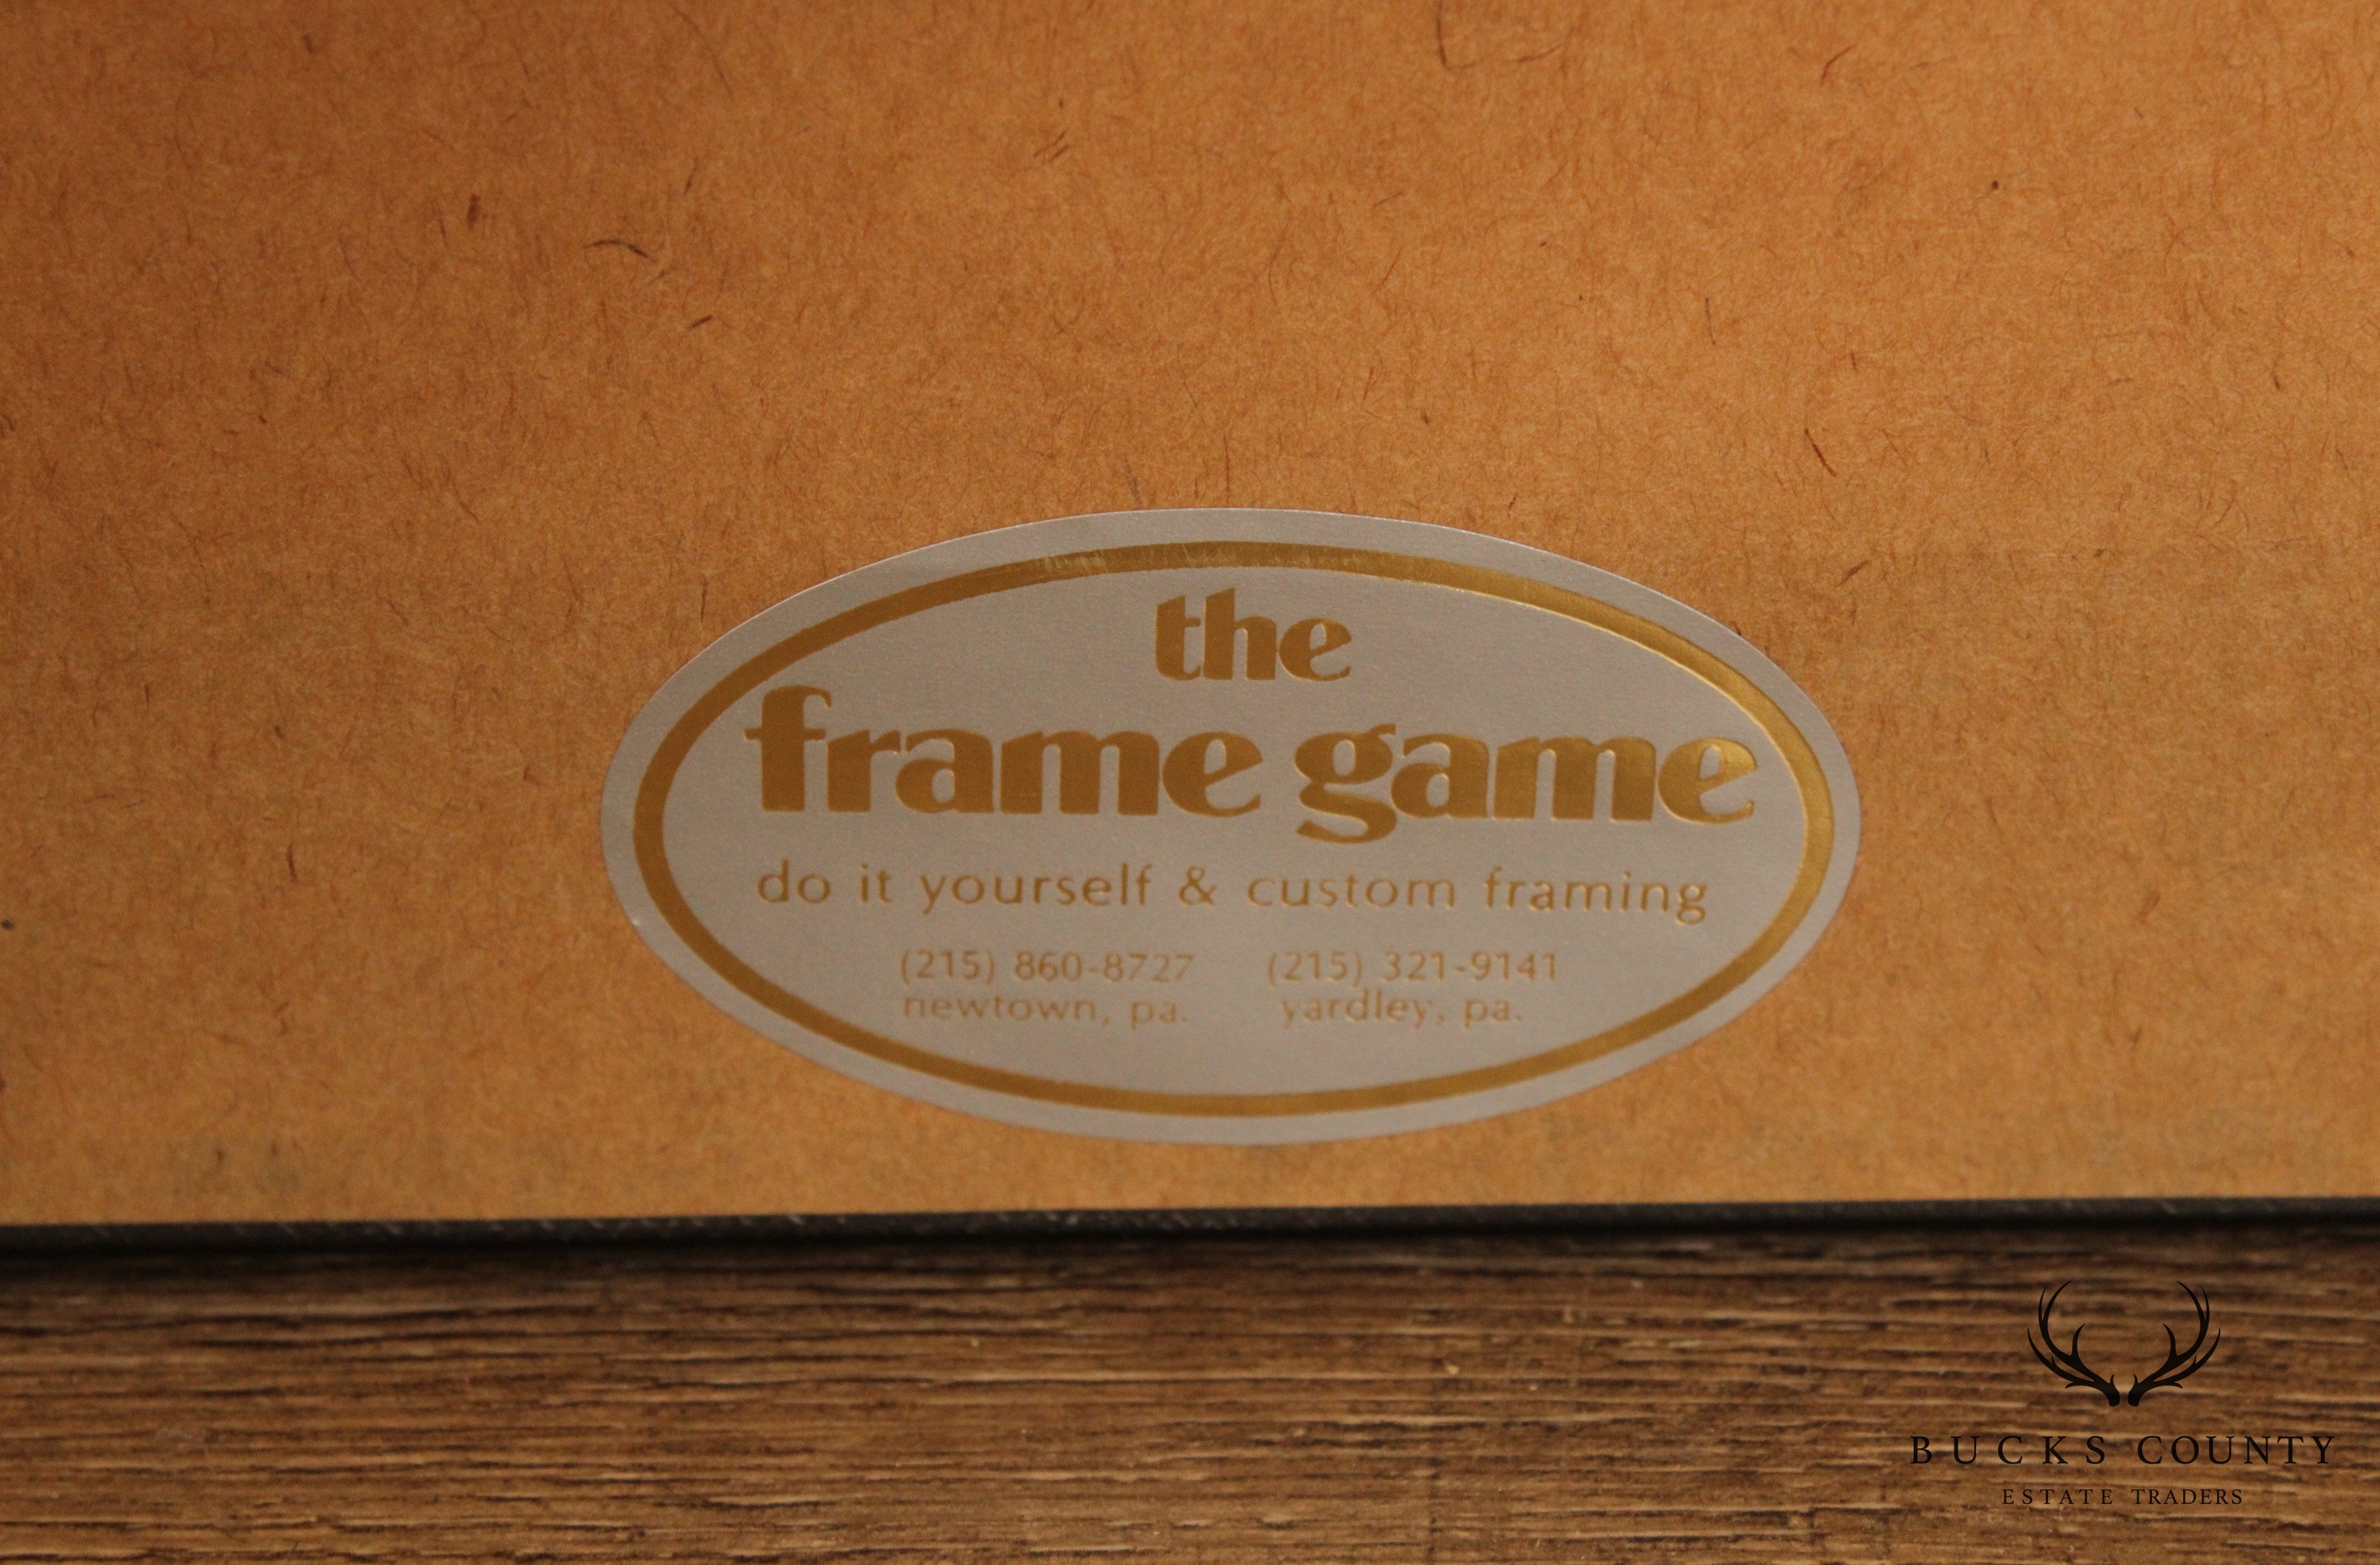 the
frame game
do it yourself & custom framing
(215) 860-8727 (215) 321-9141
newtown, pa. yardley, pa.
BUCKS COUNTY
ESTATE TRADERS